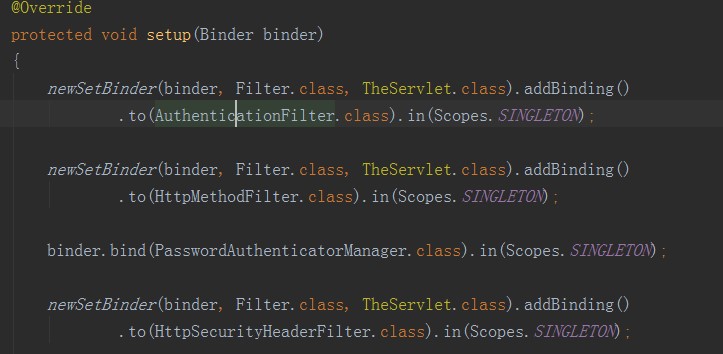 @Override
protected void setup(Binder binder)
{
newSetBinder(binder, Filter.class, TheServlet.class).addBinding()
.to(AuthenticationFilter.class).in(Scopes.SINGLETON);
newSetBinder(binder, Filter.class, TheServlet.class).addBinding()
.to(HttpMethodFilter.class).in(Scopes.SINGLETON);
binder.bind(PasswordAuthenticatorManager.class).in(Scopes.SINGLETON);
newSetBinder(binder, Filter.class, TheServlet.class).addBinding()
.to(HttpSecurityHeaderFilter.class).in(Scopes.SINGLETON);